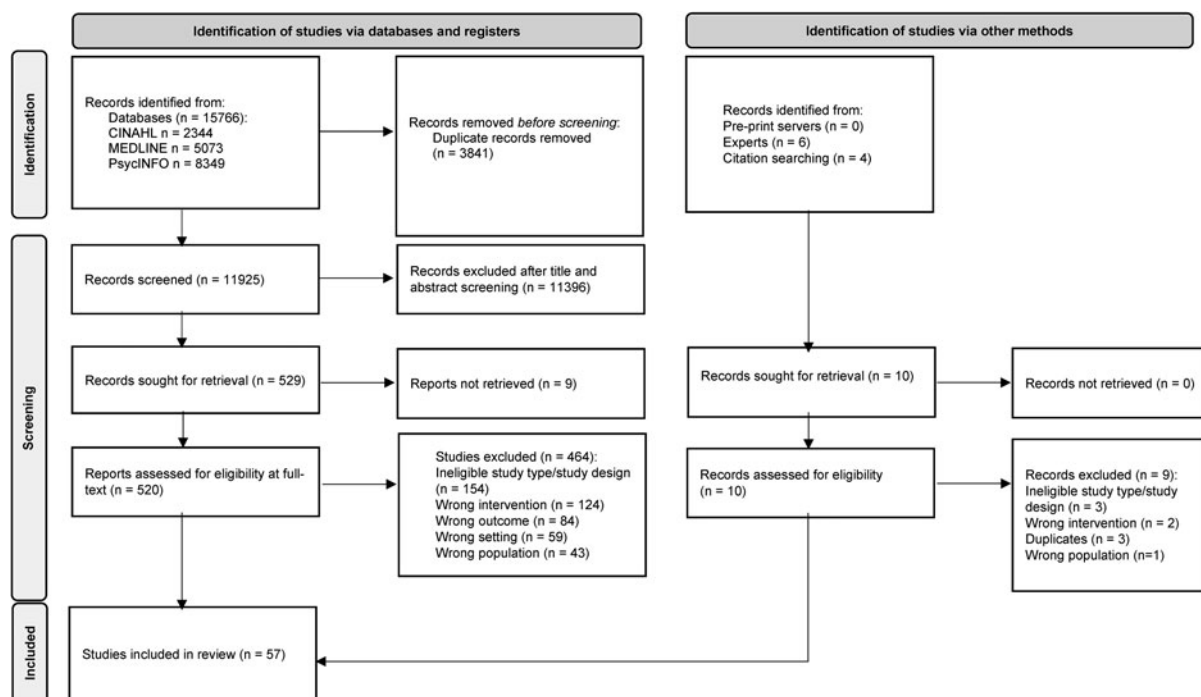 Identification of studies via databases and registers
Identification of studies via other methods
Identification
Records identified from:
Databases (n = 15766):
CINAHL n = 2344
MEDLINE n = 5073
PsycINFO n = 8349
Records removed before screening:
Duplicate records removed
(n = 3841)
Records identified from:
Pre-print servers (n = 0)
Experts (n = 6)
Citation searching (n = 4)
Screening
Records screened (n = 11925)
Records excluded after title and
abstract screening (n = 11396)
Records sought for retrieval (n = 529)
Reports not retrieved (n = 9)
Records sought for retrieval (n = 10)
Records not retrieved (n = 0)
Reports assessed for eligibility at full-
text (n = 520)
Studies excluded (n = 464):
Ineligible study type/study design
(n = 154)
Wrong intervention (n = 124)
Wrong outcome (n = 84)
Wrong setting (n = 59)
Wrong population (n = 43)
Records assessed for eligibility
(n = 10)
Records excluded (n = 9):
Ineligible study type/study
design (n = 3)
Wrong intervention (n = 2)
Duplicates (n = 3)
Wrong population (n=1)
Included
Studies included in review (n = 57)